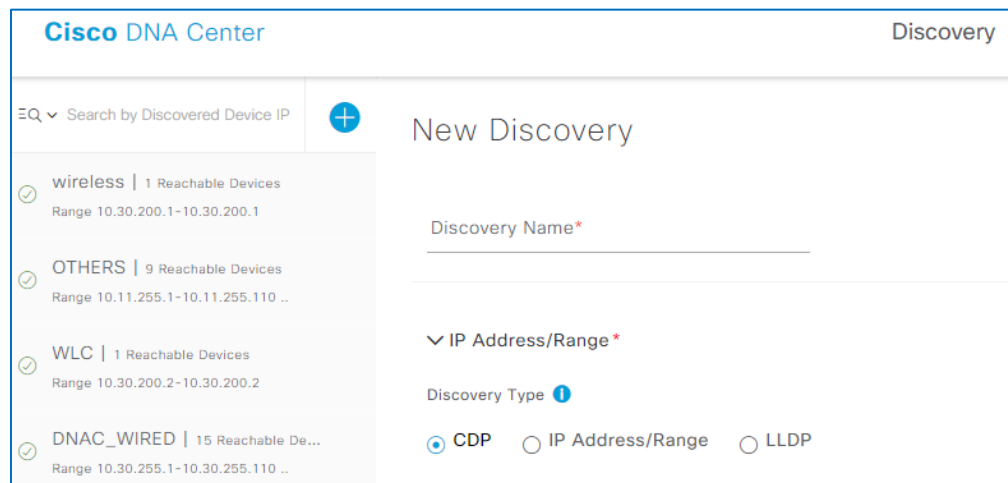 Cisco DNA Center
Discovery
Search by Discovered Device IP
New Discovery
wireless | 1 Reachable Devices
Range 10.30.200.1-10.30.200.1
Discovery Name*
OTHERS | 9 Reachable Devices
Range 10.11.255.1-10.11.255.110 ..
IP Address/Range*
WLC | 1 Reachable Devices
Range 10.30.200.2-10.30.200.2
Discovery Type
DNAC_WIRED | 15 Reachable De...
Range 10.30.255.1-10.30.255.110 ..
CDP IP Address/Range LLDP